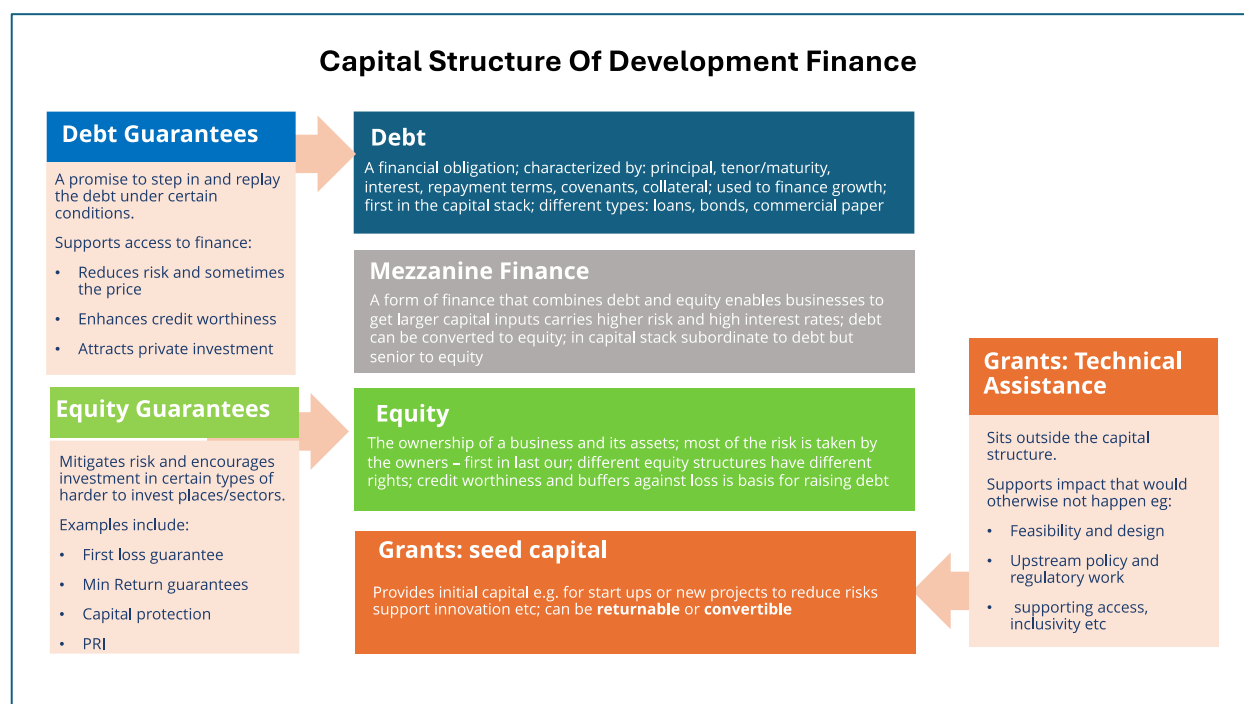 Capital Structure Of Development Finance
Debt Guarantees
A promise to step in and replay
the debt under certain
conditions.
Supports access to finance:
• Reduces risk and sometimes
the price
• Enhances credit worthiness
• Attracts private investment
Debt
A financial obligation; characterized by: principal, tenor/maturity,
interest, repayment terms, covenants, collateral; used to finance growth;
first in the capital stack; different types: loans, bonds, commercial paper
Mezzanine Finance
A form of finance that combines debt and equity enables businesses to
get larger capital inputs carries higher risk and high interest rates; debt
can be converted to equity; in capital stack subordinate to debt but
senior to equity
Equity Guarantees
Mitigates risk and encourages
investment in certain types of
harder to invest places/sectors.
Examples include:
• First loss guarantee
• Min Return guarantees
• Capital protection
• PRI
Equity
The ownership of a business and its assets; most of the risk is taken by
the owners – first in last our; different equity structures have different
rights; credit worthiness and buffers against loss is basis for raising debt
Grants: seed capital
Provides initial capital e.g. for start ups or new projects to reduce risks
support innovation etc; can be returnable or convertible
Grants: Technical
Assistance
Sits outside the capital
structure.
Supports impact that would
otherwise not happen eg:
• Feasibility and design
• Upstream policy and
regulatory work
• supporting access,
inclusivity etc